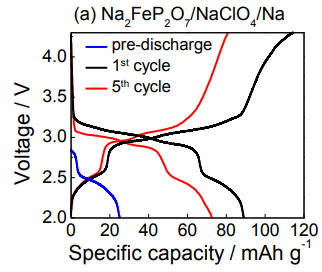 (a) Na₂FeP₂O₇/NaClO₄/Na
pre-discharge
1ˢᵗ cycle
5ᵗʰ cycle
Voltage / V
4.0
3.5
3.0
2.5
2.0
0 20 40 60 80 100 120
Specific capacity / mAh g⁻¹